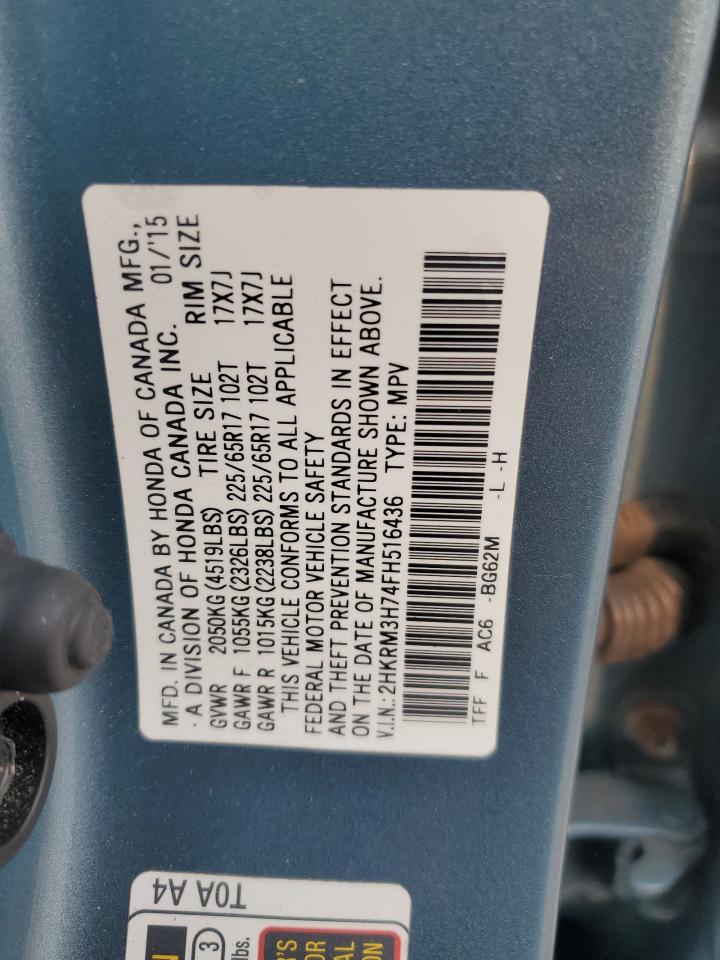 MFD. IN CANADA BY HONDA OF CANADA MFG.,
A DIVISION OF HONDA CANADA INC. 01/'15
GVWR 2050KG(4519LBS) TIRE SIZE RIM SIZE
GAWR F 1055KG(2326LBS) 225/65R17 102T 17X7J
GAWR R 1015KG(2238LBS) 225/65R17 102T 17X7J
THIS VEHICLE CONFORMS TO ALL APPLICABLE
FEDERAL MOTOR VEHICLE SAFETY
AND THEFT PREVENTION STANDARDS IN EFFECT
ON THE DATE OF MANUFACTURE SHOWN ABOVE.
V.I.N.: 2HKRM3H74FH516436 TYPE: MPV
TFF F AC6 -BG62M -L -H
T0A A4
3
lbs.